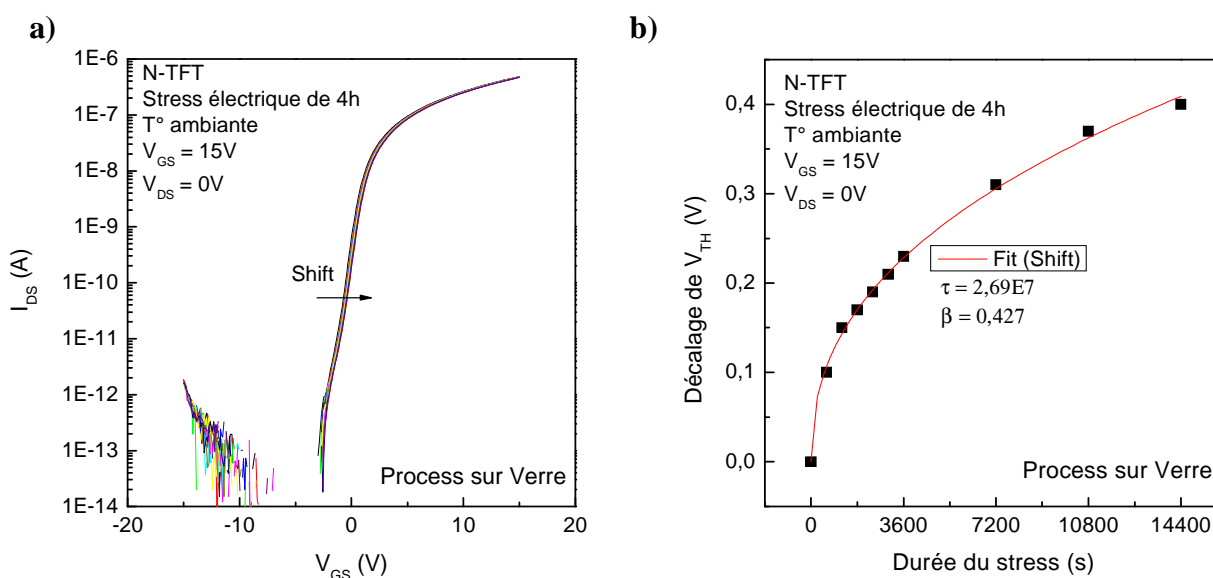 a)
1E-6
1E-7
1E-8
1E-9
1E-10
1E-11
1E-12
1E-13
1E-14
I_DS (A)
N-TFT
Stress électrique de 4h
T° ambiante
V_GS = 15V
V_DS = 0V
Shift
Process sur Verre
-20
-10
0
10
20
V_GS (V)
b)
0,4
0,3
0,2
0,1
0,0
Décalage de V_TH (V)
N-TFT
Stress électrique de 4h
T° ambiante
V_GS = 15V
V_DS = 0V
Fit (Shift)
τ = 2,69E7
β = 0,427
Process sur Verre
0
3600
7200
10800
14400
Durée du stress (s)